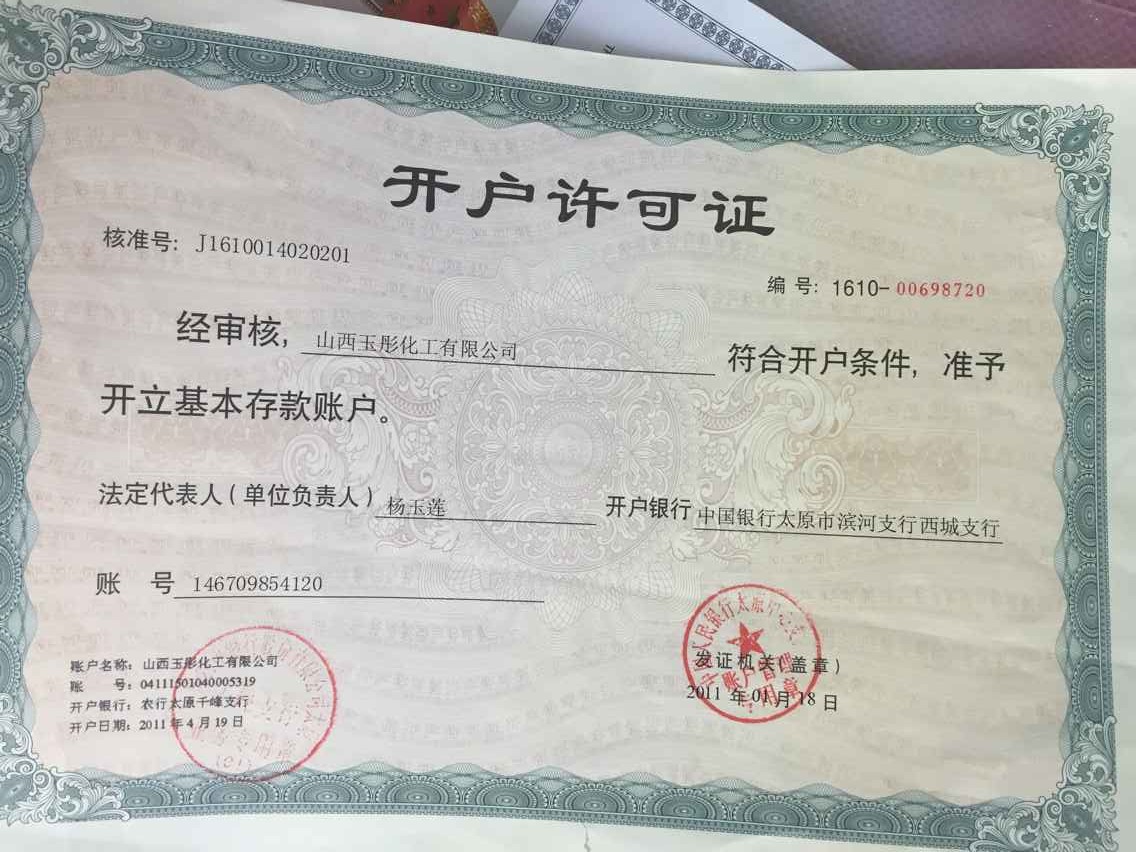 开户许可证
核准号: J1610014020201
编号: 1610-00698720
经审核, 山西玉彤化工有限公司 符合开户条件, 准予
开立基本存款账户。
法定代表人(单位负责人) 杨玉莲 开户银行 中国银行太原市滨河支行西城支行
账 号 146709854120
发证机关(盖章)
2011 年 01 月 18 日
账户名称: 山西玉彤化工有限公司
账 号: 04111501040005319
开户银行: 农行太原千峰支行
开户日期: 2011 年 4 月 19 日